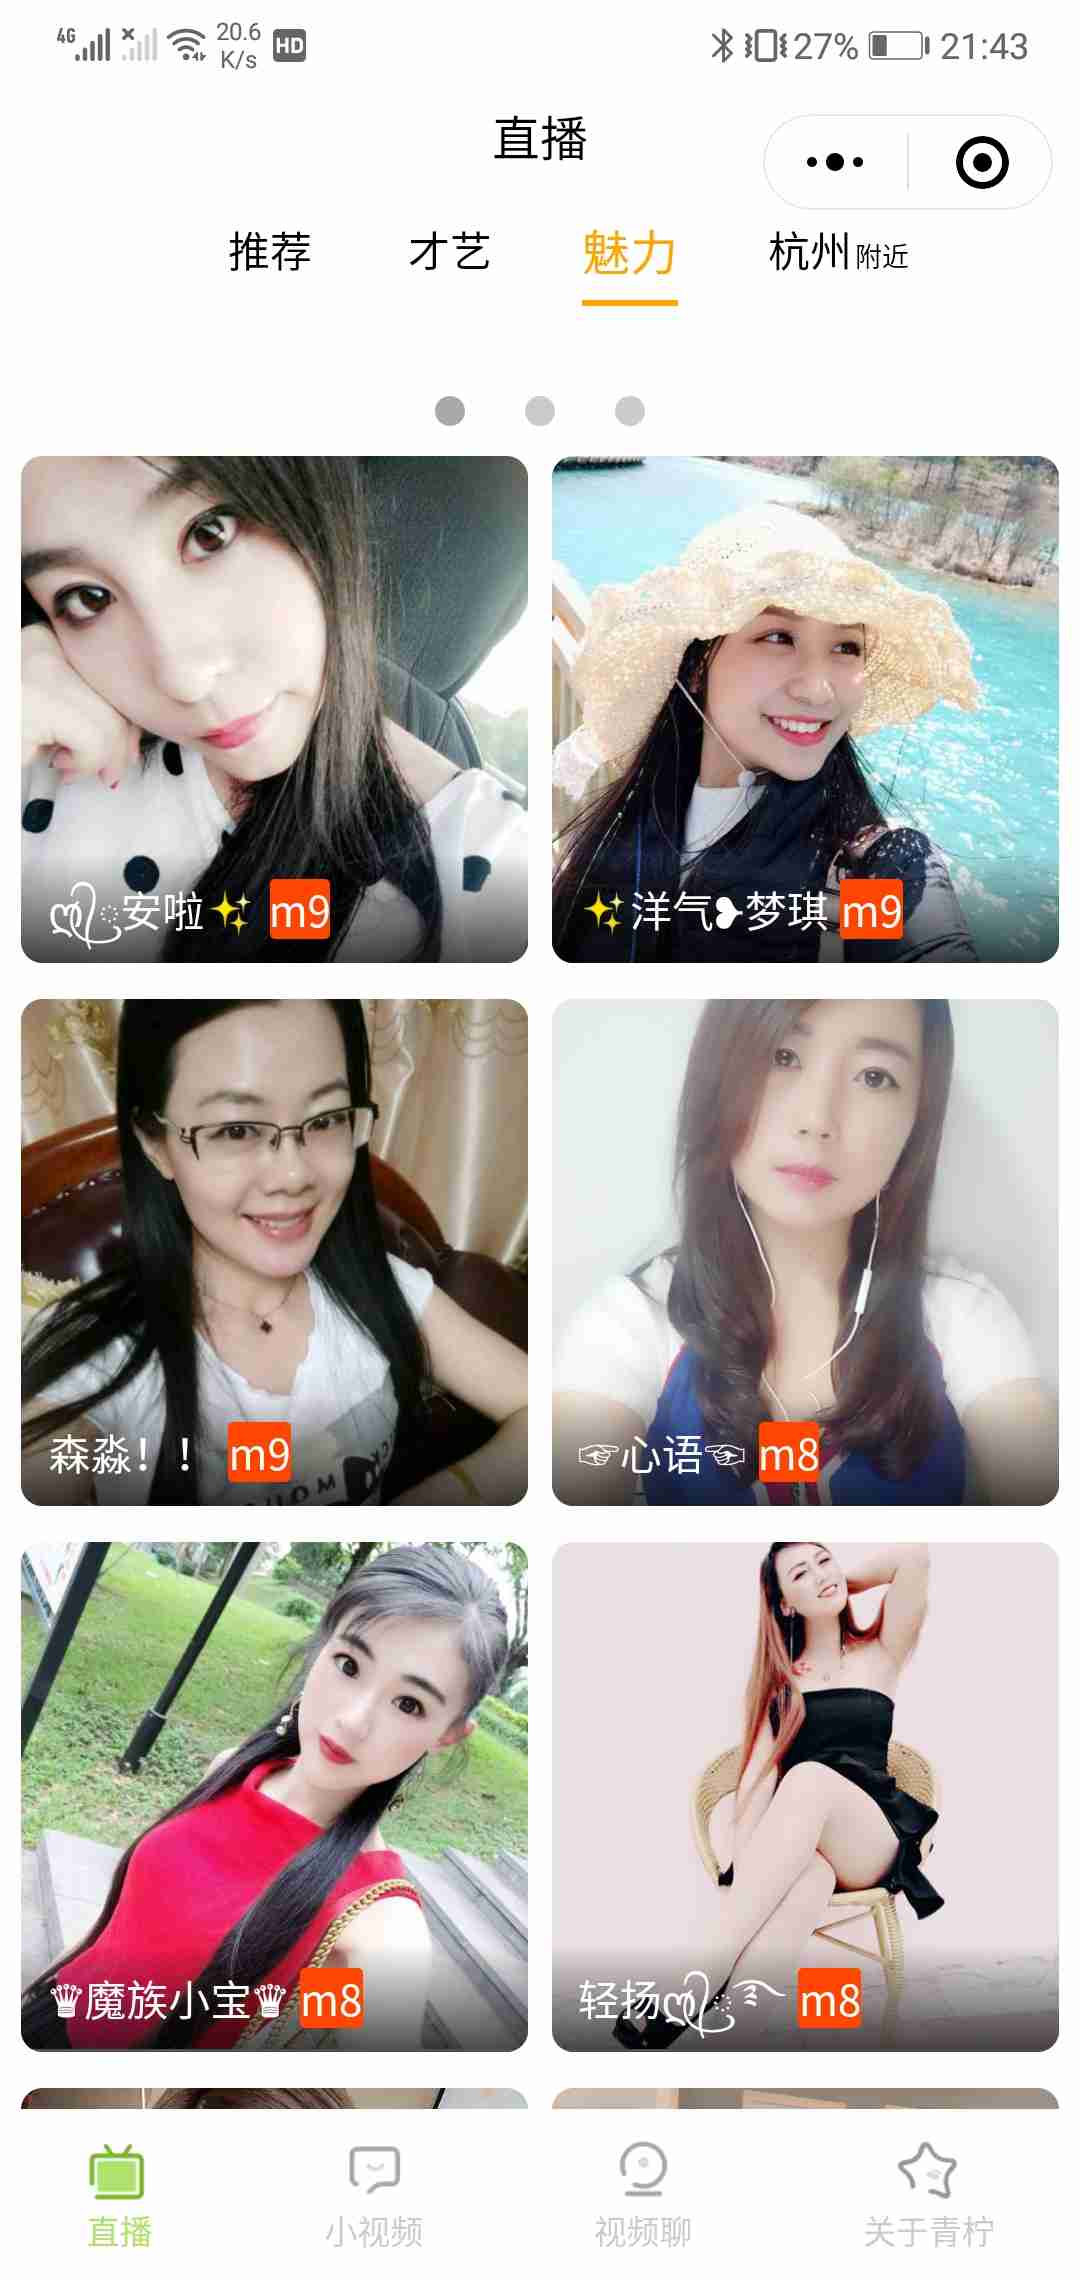 4G 20.6 K/s HD 27% 21:43
直播
推荐 才艺 魅力 杭州附近
安啦✨ m9
✨洋气❥梦琪 m9
森淼！！ m9
☞心语☜ m8
♛魔族小宝♛ m8
轻扬ღ᭄ꦿ࿐ m8
直播 小视频 视频聊 关于青柠